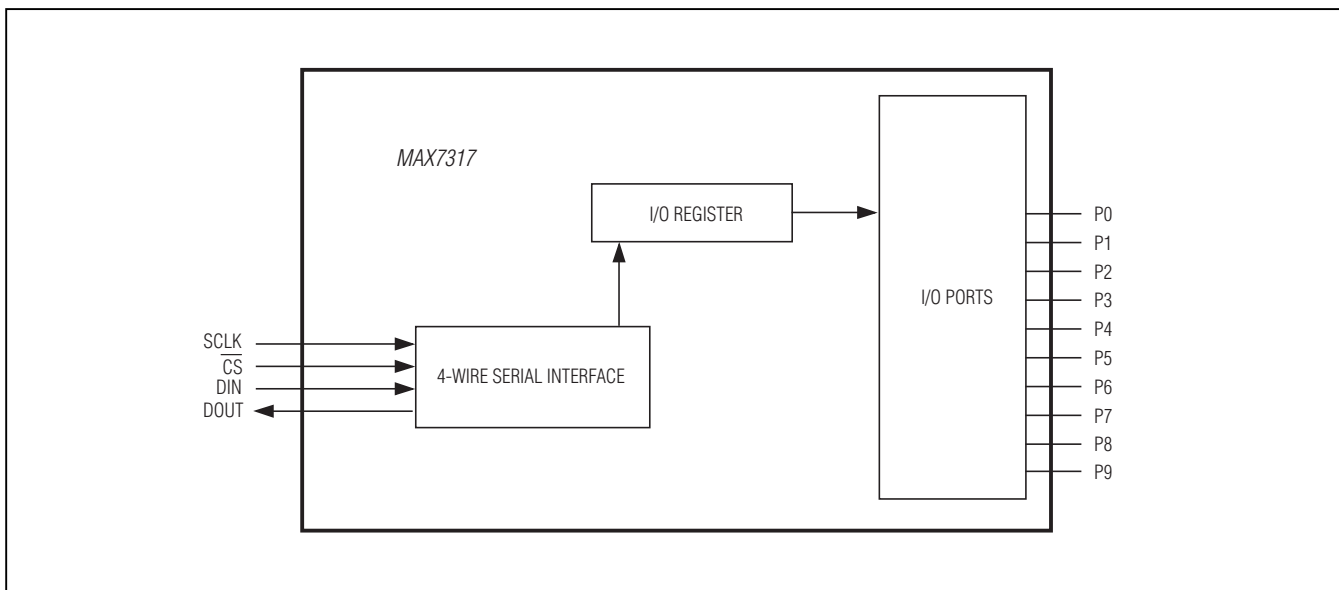 MAX7317
I/O REGISTER
I/O PORTS
4-WIRE SERIAL INTERFACE
SCLK
C̅S̅
DIN
DOUT
P0
P1
P2
P3
P4
P5
P6
P7
P8
P9